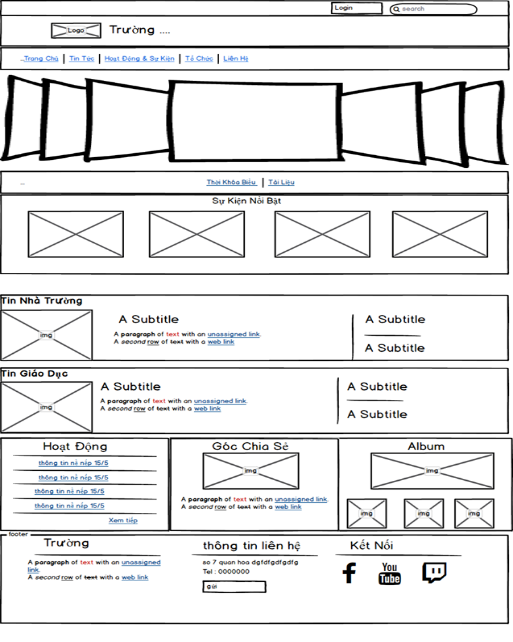 Login
search
Logo
Trường ....
...Trang Chủ | Tin Tức | Hoạt Động & Sự Kiện | Tổ Chức | Liên Hệ
... Thời Khóa Biểu | Tài Liệu
Sự Kiện Nổi Bật
Tin Nhà Trường
img
A Subtitle
A paragraph of text with an unassigned link.
A second row of text with a web link
A Subtitle
A Subtitle
Tin Giáo Dục
img
A Subtitle
A paragraph of text with an unassigned link.
A second row of text with a web link
A Subtitle
A Subtitle
Hoạt Động
thông tin nề nếp 15/5
thông tin nề nếp 15/5
thông tin nề nếp 15/5
thông tin nề nếp 15/5
Xem tiếp
Góc Chia Sẻ
img
A paragraph of text with an unassigned link.
A second row of text with a web link
Album
img
img
img
img
footer
Trường
A paragraph of text with an unassigned
link.
A second row of text with a web link
thông tin liên hệ
so 7 quan hoa dgfdfgdfgdfg
Tel : 0000000
gửi
Kết Nối
You
Tube